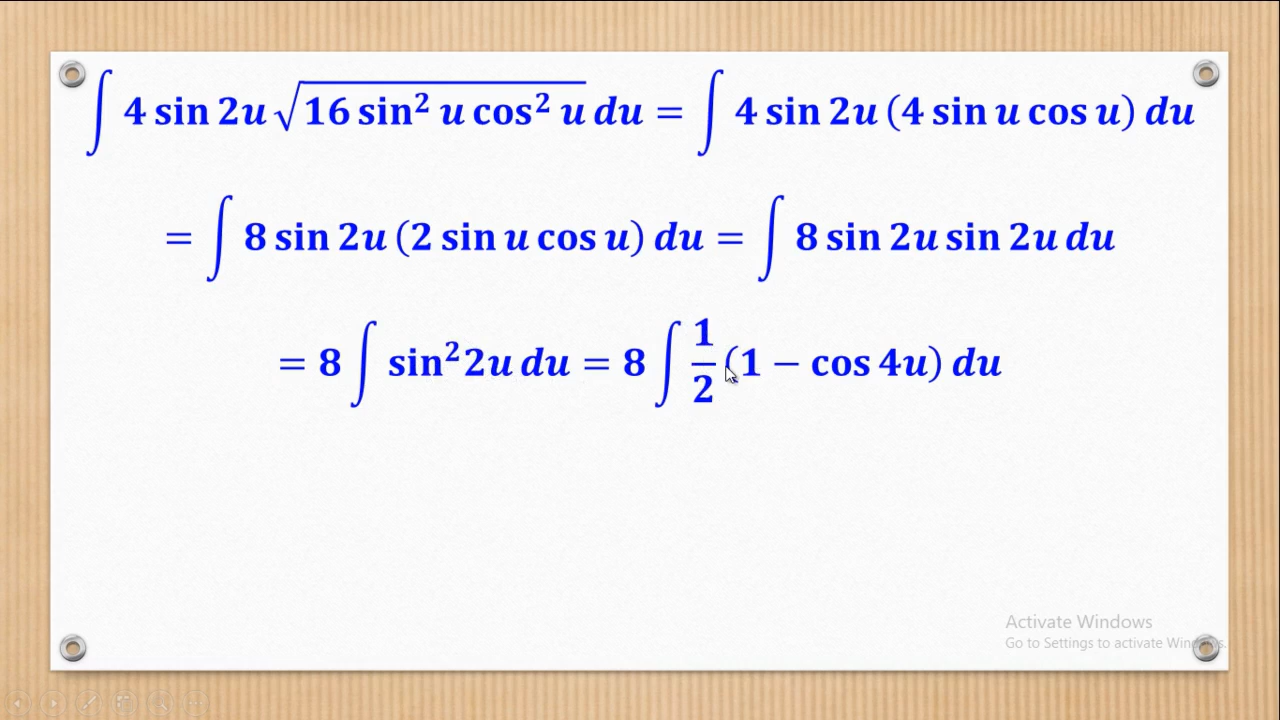 ∫ 4 sin 2u √(16 sin² u cos² u) du = ∫ 4 sin 2u (4 sin u cos u) du
= ∫ 8 sin 2u (2 sin u cos u) du = ∫ 8 sin 2u sin 2u du
= 8 ∫ sin² 2u du = 8 ∫ 1/2 (1 − cos 4u) du
Activate Windows
Go to Settings to activate Windows.